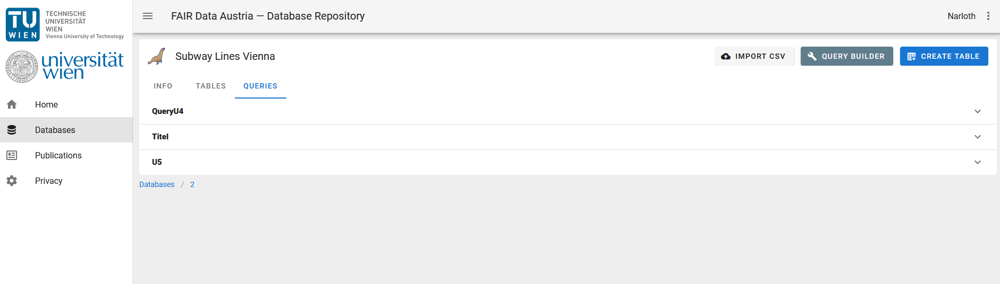 TU
WIEN
TECHNISCHE
UNIVERSITÄT
WIEN
Vienna University of Technology
universität
wien
Home
Databases
Publications
Privacy
FAIR Data Austria — Database Repository
Narloth
Subway Lines Vienna
IMPORT CSV
QUERY BUILDER
CREATE TABLE
INFO
TABLES
QUERIES
QueryU4
Titel
U5
Databases / 2